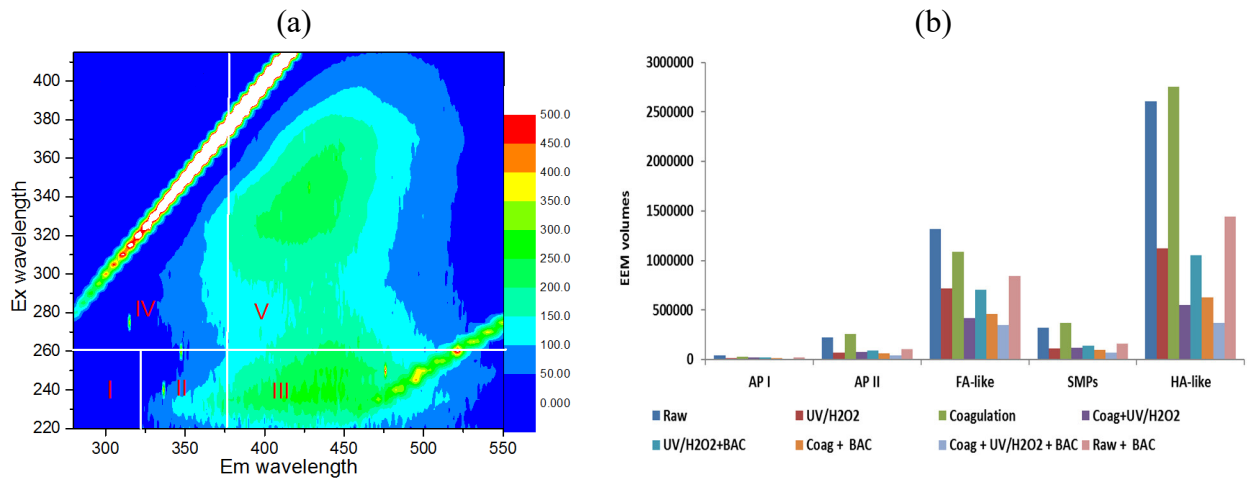 (a)
(b)
Ex wavelength
400
380
360
340
320
300
280
260
240
220
300 350 400 450 500 550
Em wavelength
IV
V
I
II
III
500.0
450.0
400.0
350.0
300.0
250.0
200.0
150.0
100.0
50.00
0.000
EEM volumes
3000000
2500000
2000000
1500000
1000000
500000
0
AP I AP II FA-like SMPs HA-like
Raw UV/H2O2 Coagulation Coag+UV/H2O2
UV/H2O2+BAC Coag + BAC Coag + UV/H2O2 + BAC Raw + BAC